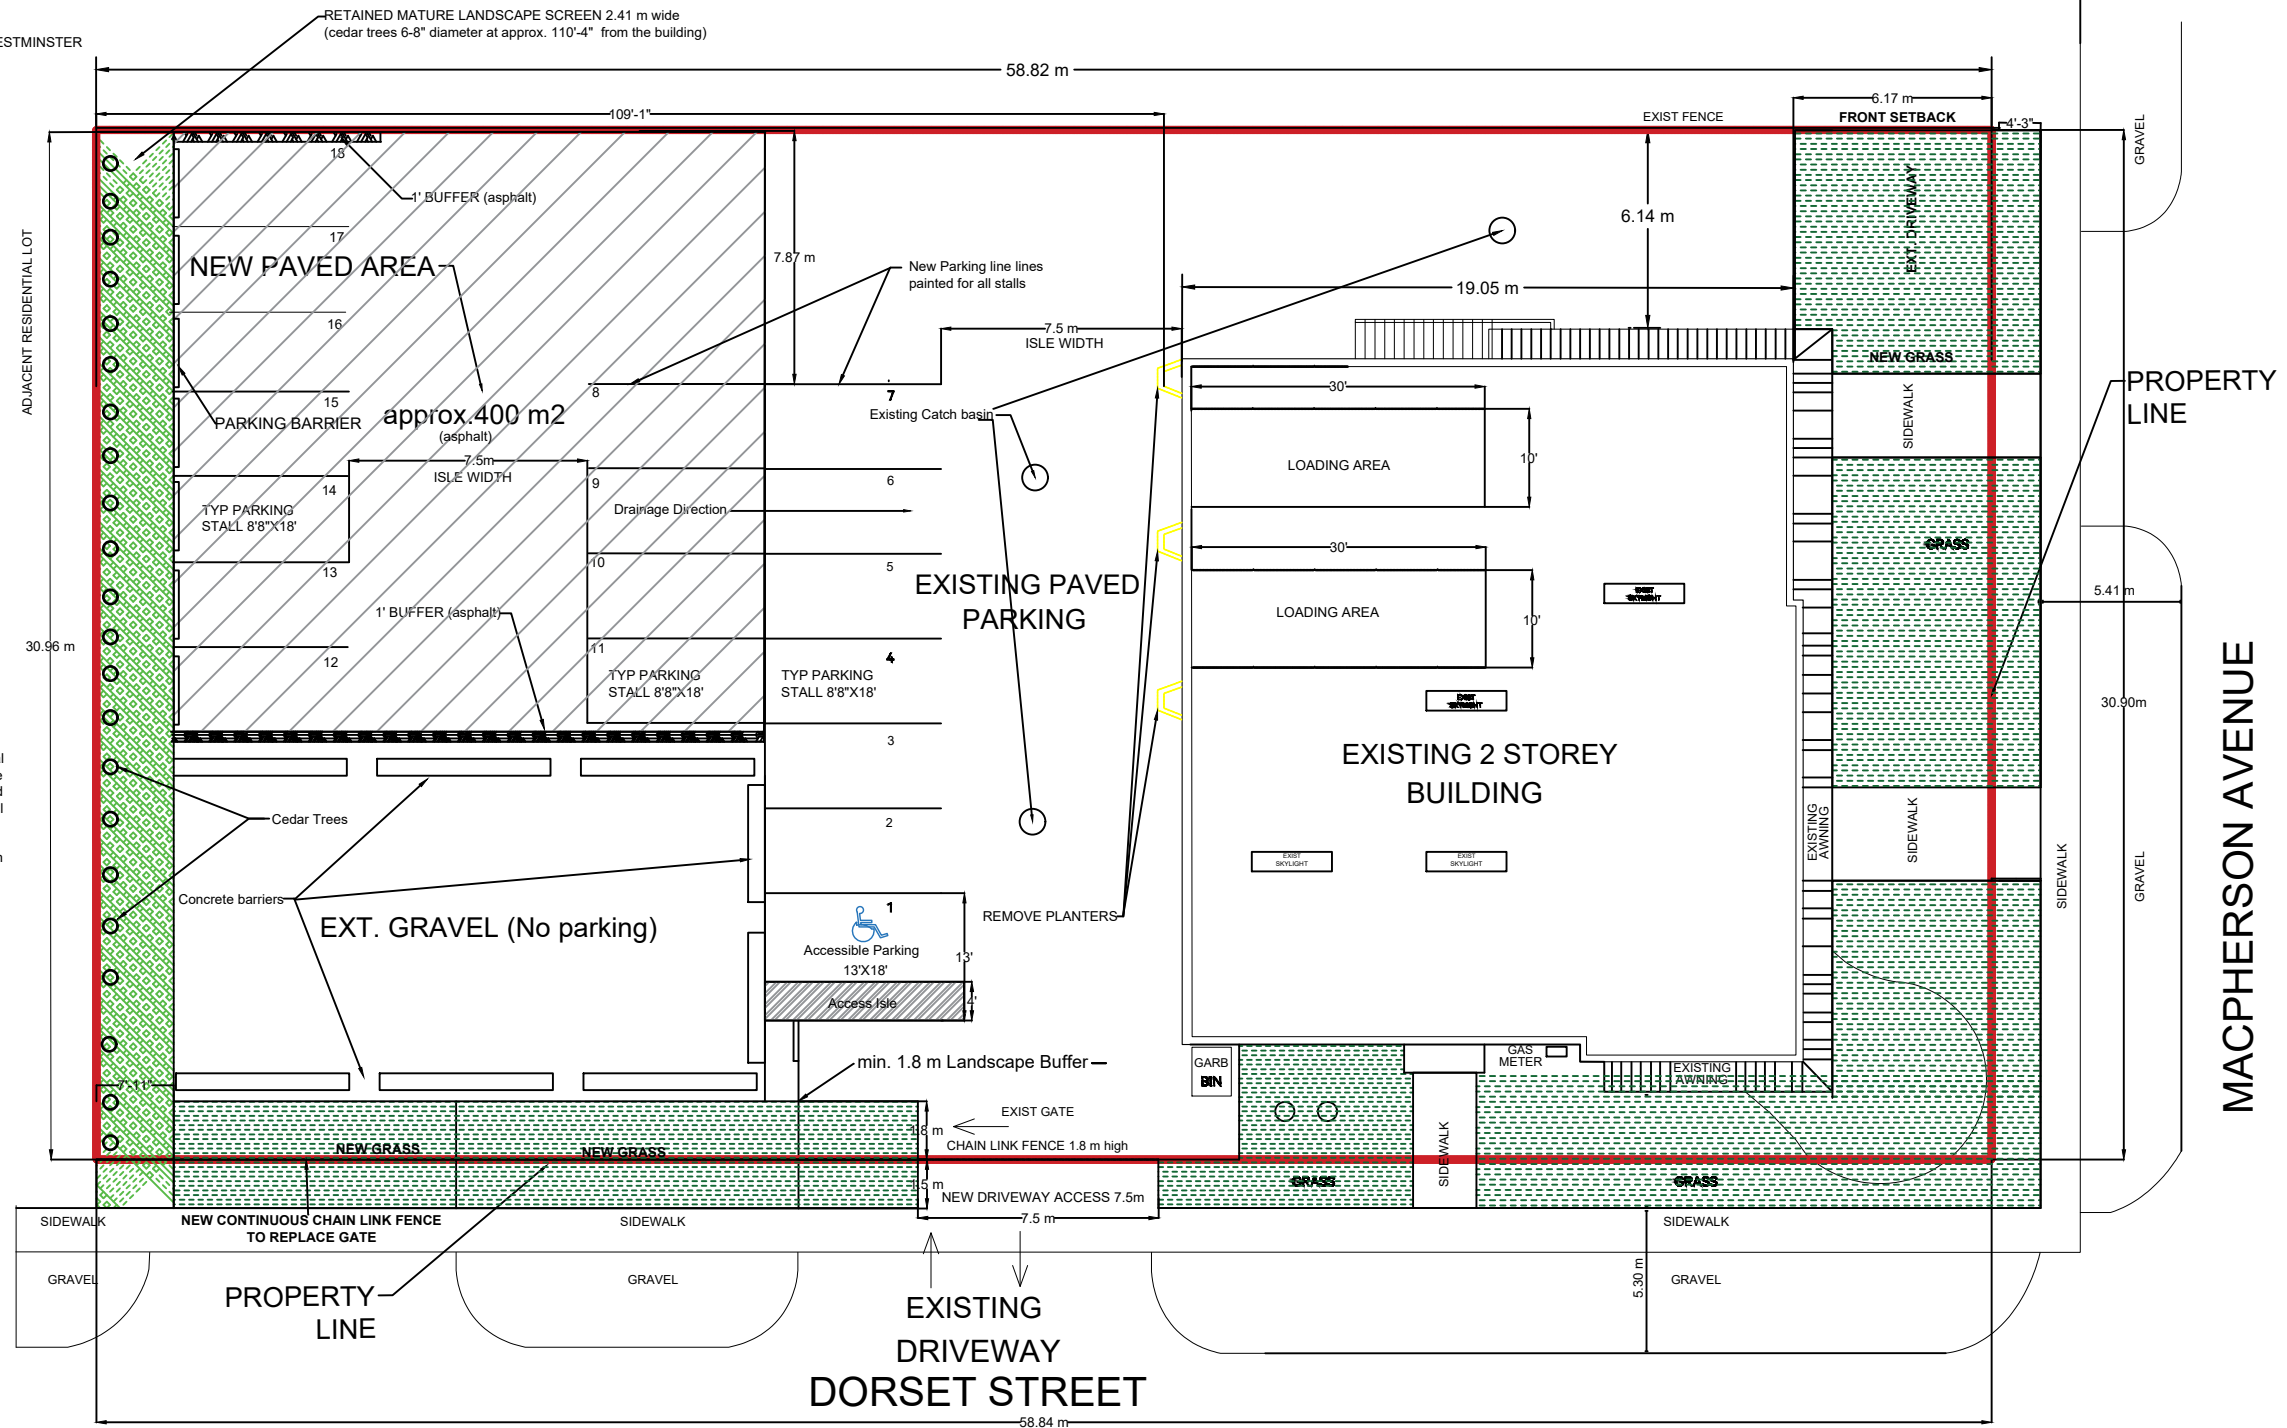 RETAINED MATURE LANDSCAPE SCREEN 2.41 m wide
(cedar trees 6-8" diameter at approx. 110'-4" from the building)
ESTMINSTER
58.82 m
109'-1"
6.17 m
FRONT SETBACK
EXIST FENCE
4'-3"
GRAVEL
18
1' BUFFER (asphalt)
17
NEW PAVED AREA
7.87 m
New Parking line lines
painted for all stalls
6.14 m
EXT. DRIVEWAY
ADJACENT RESIDENTIAL LOT
19.05 m
16
7.5 m
ISLE WIDTH
NEW GRASS
PROPERTY
LINE
SIDEWALK
15
PARKING BARRIER
approx.400 m2
(asphalt)
8
7
Existing Catch basin
30'
LOADING AREA
10'
7.5m
ISLE WIDTH
14
TYP PARKING
STALL 8'8"X18'
9
6
Drainage Direction
GRASS
13
10
5
30'
EXISTING PAVED
PARKING
LOADING AREA
10'
EXIST
SKYLIGHT
5.41 m
1' BUFFER (asphalt)
30.96 m
12
11
4
TYP PARKING
STALL 8'8"X18'
TYP PARKING
STALL 8'8"X18'
EXIST
SKYLIGHT
30.90m
MACPHERSON AVENUE
3
EXISTING 2 STOREY
BUILDING
al
e
d
l
n
Cedar Trees
2
EXISTING
AWNING
SIDEWALK
EXIST
SKYLIGHT
EXIST
SKYLIGHT
SIDEWALK
GRAVEL
Concrete barriers
EXT. GRAVEL (No parking)
1
REMOVE PLANTERS
Accessible Parking
13'X18'
13'
Access Isle
4'
min. 1.8 m Landscape Buffer
GARB
BIN
GAS
METER
EXISTING
AWNING
7'-11"
EXIST GATE
1.8 m
CHAIN LINK FENCE 1.8 m high
NEW GRASS
NEW GRASS
SIDEWALK
1.5 m
NEW DRIVEWAY ACCESS 7.5m
GRASS
GRASS
7.5 m
SIDEWALK
NEW CONTINUOUS CHAIN LINK FENCE
TO REPLACE GATE
SIDEWALK
SIDEWALK
GRAVEL
GRAVEL
5.30 m
GRAVEL
PROPERTY
LINE
EXISTING
DRIVEWAY
DORSET STREET
58.84 m